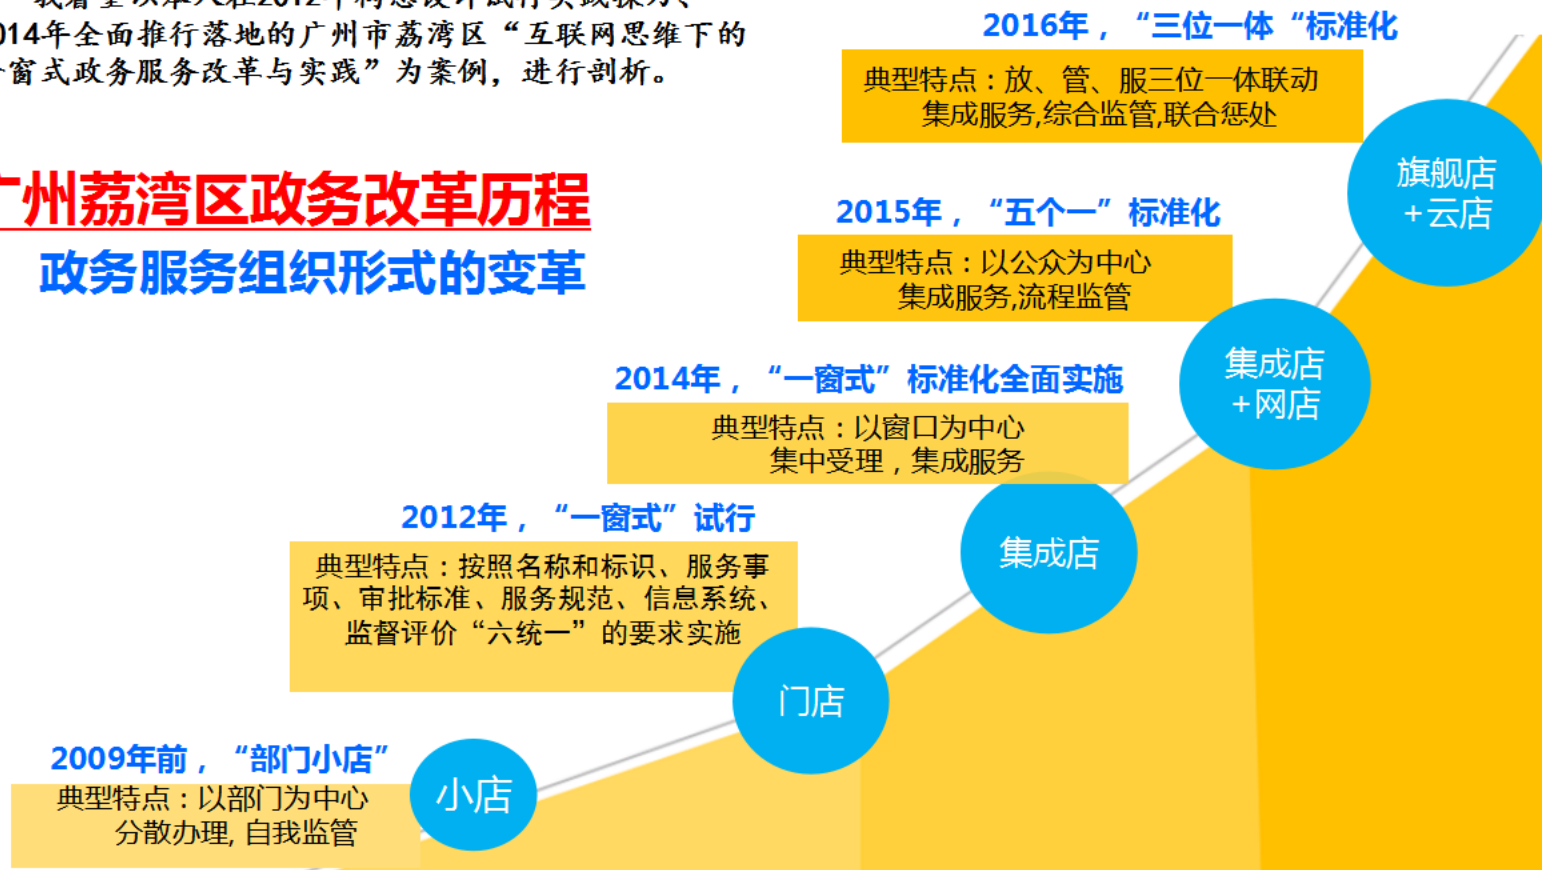 2014年全面推行落地的广州市荔湾区“互联网思维下的
窗式政务服务改革与实践”为案例，进行剖析。
广州荔湾区政务改革历程
政务服务组织形式的变革
2016年，“三位一体“标准化
典型特点：放、管、服三位一体联动
集成服务,综合监管,联合惩处
旗舰店
+云店
2015年，“五个一”标准化
典型特点：以公众为中心
集成服务,流程监管
集成店
+网店
2014年，“一窗式”标准化全面实施
典型特点：以窗口为中心
集中受理，集成服务
集成店
2012年，“一窗式”试行
典型特点：按照名称和标识、服务事
项、审批标准、服务规范、信息系统、
监督评价“六统一”的要求实施
门店
2009年前，“部门小店”
典型特点：以部门为中心
分散办理, 自我监管
小店